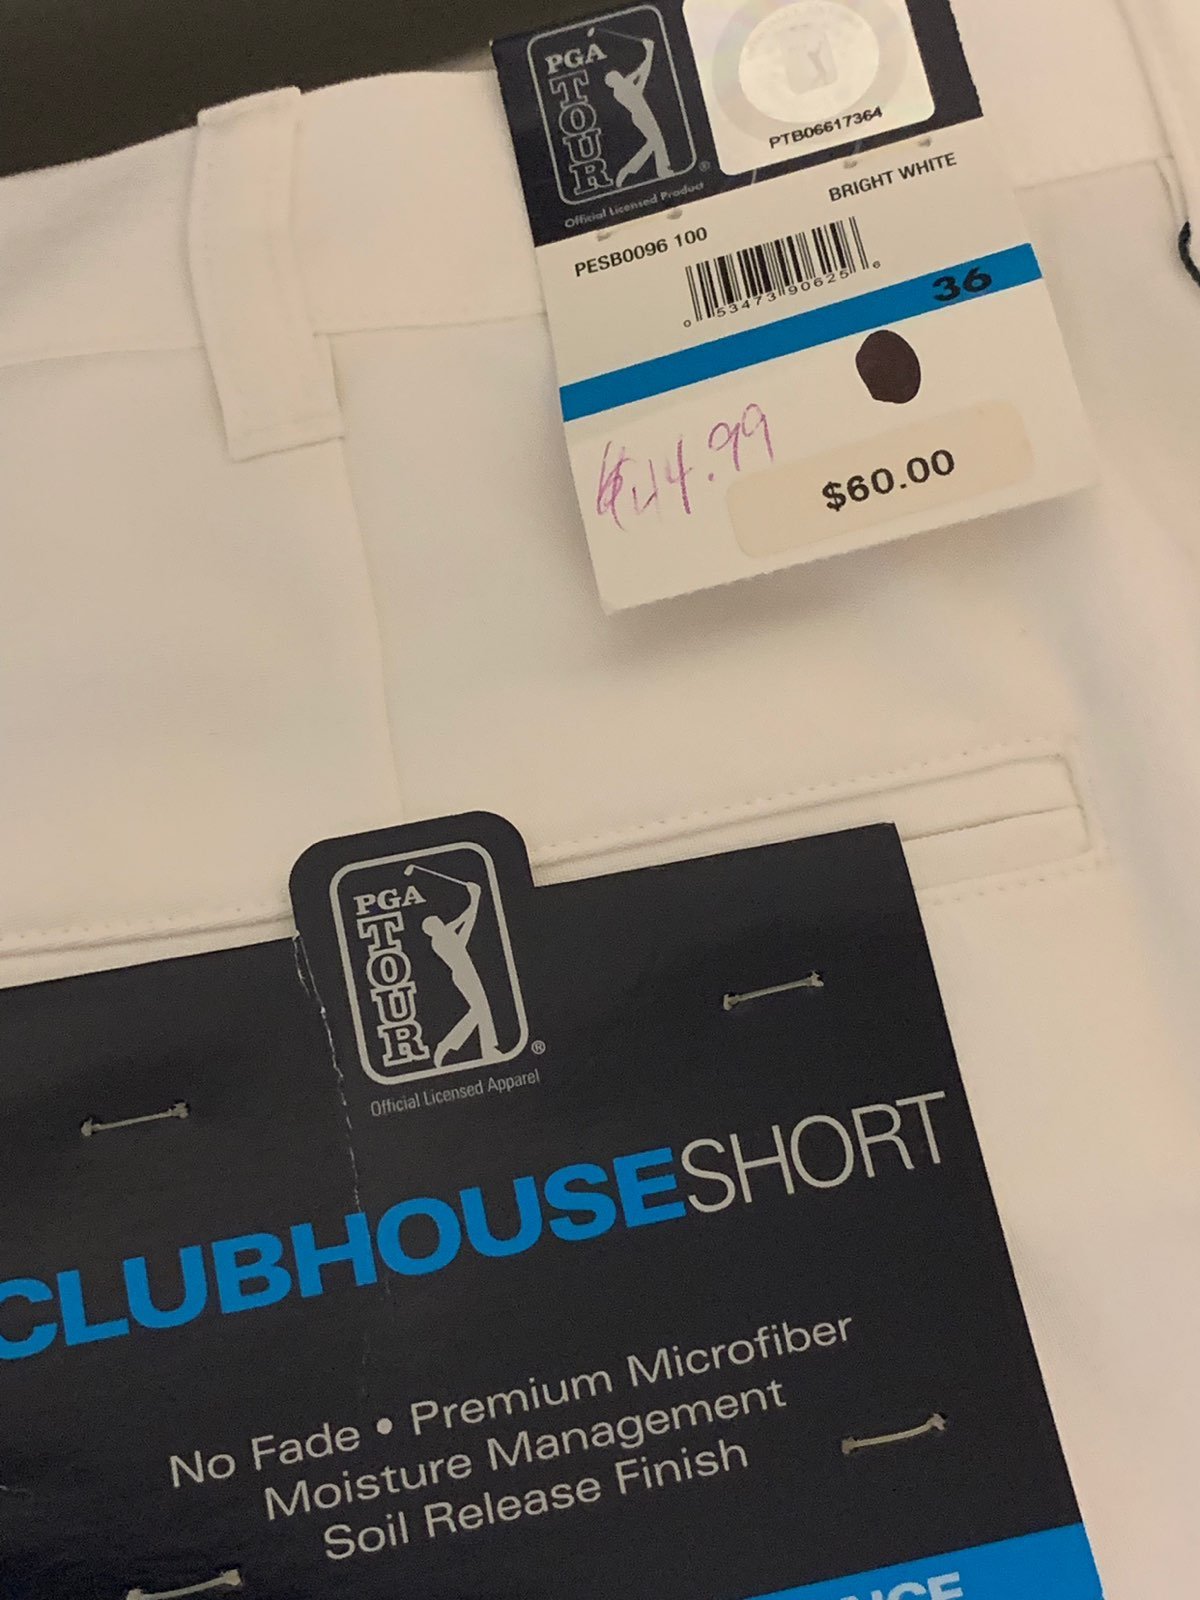 PGA
TOUR
®
Official Licensed Product
PTB06617364
BRIGHT WHITE
PESB0096 100
0 53473 90625 6
36
$44.99
$60.00
PGA
TOUR
®
Official Licensed Apparel
CLUBHOUSESHORT
No Fade • Premium Microfiber
Moisture Management
Soil Release Finish